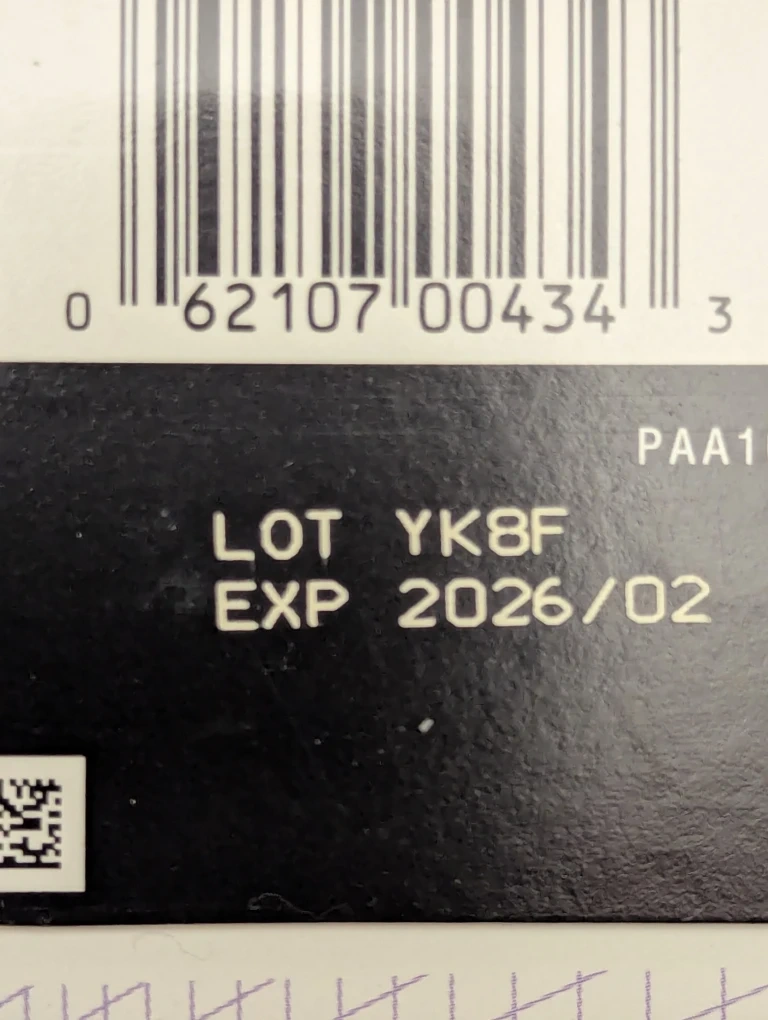 0 62107 00434 3
PAA1
LOT YK8F
EXP 2026/02